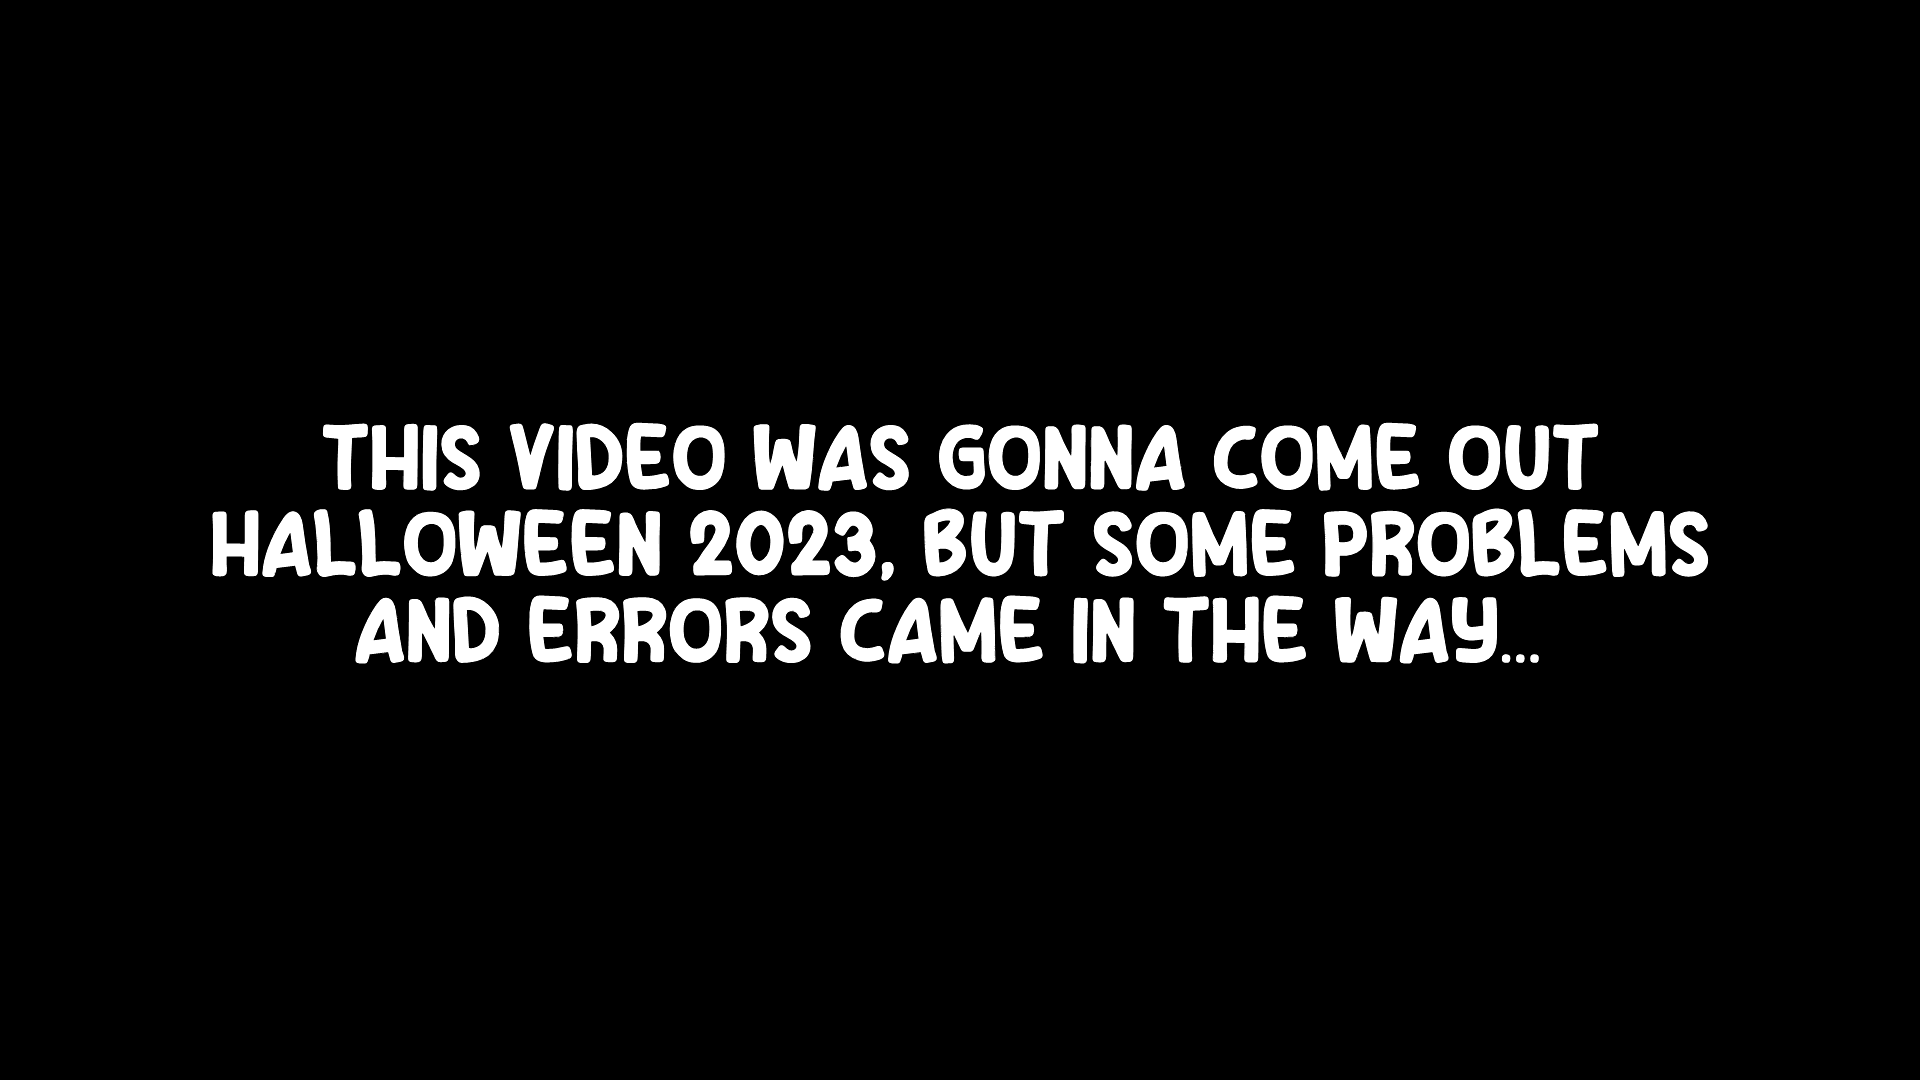 THIS VIDEO WAS GONNA COME OUT
HALLOWEEN 2023, BUT SOME PROBLEMS
AND ERRORS CAME IN THE WAY...